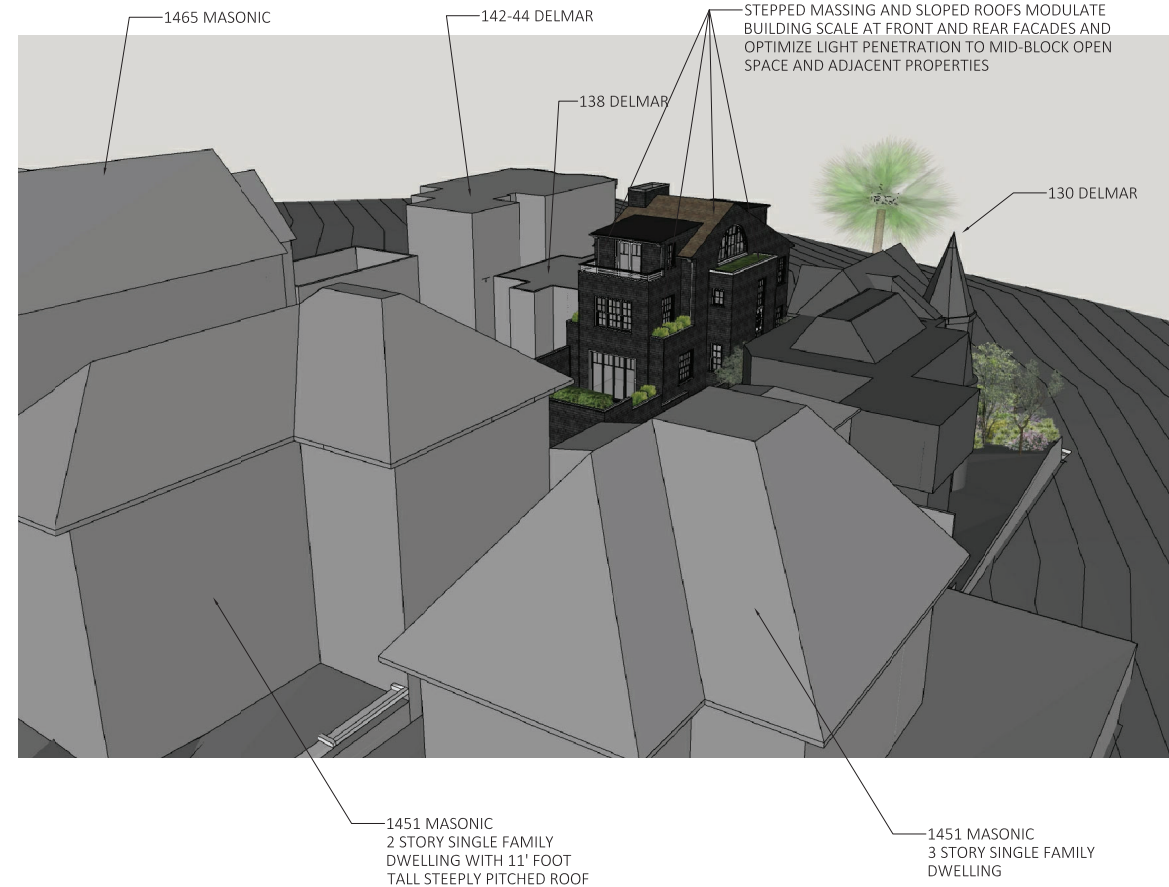 1465 MASONIC
142-44 DELMAR
STEPPED MASSING AND SLOPED ROOFS MODULATE
BUILDING SCALE AT FRONT AND REAR FACADES AND
OPTIMIZE LIGHT PENETRATION TO MID-BLOCK OPEN
SPACE AND ADJACENT PROPERTIES
138 DELMAR
130 DELMAR
1451 MASONIC
2 STORY SINGLE FAMILY
DWELLING WITH 11' FOOT
TALL STEEPLY PITCHED ROOF
1451 MASONIC
3 STORY SINGLE FAMILY
DWELLING